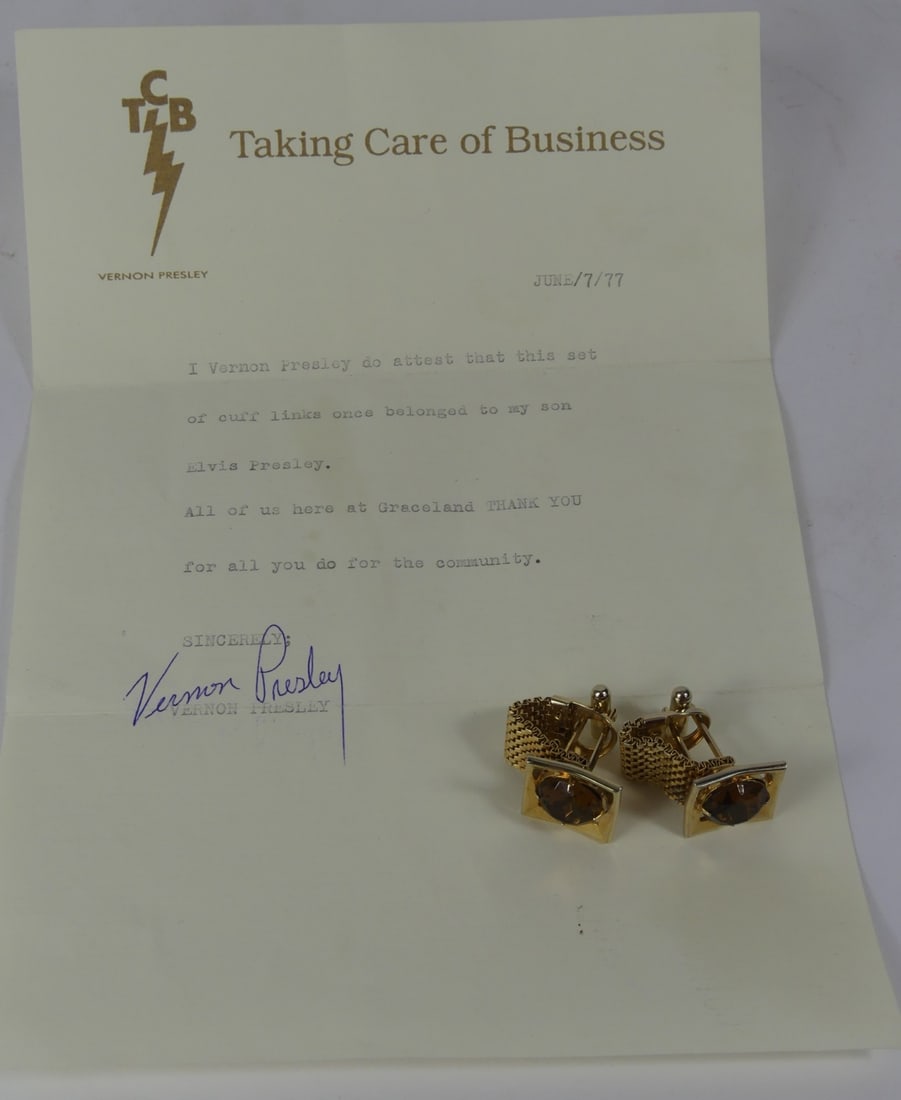 TCB
Taking Care of Business
VERNON PRESLEY
JUNE/7/77
I Vernon Presley do attest that this set
of cuff links once belonged to my son
Elvis Presley.
All of us here at Graceland THANK YOU
for all you do for the community.
SINCERELY;
Vernon Presley
VERNON PRESLEY